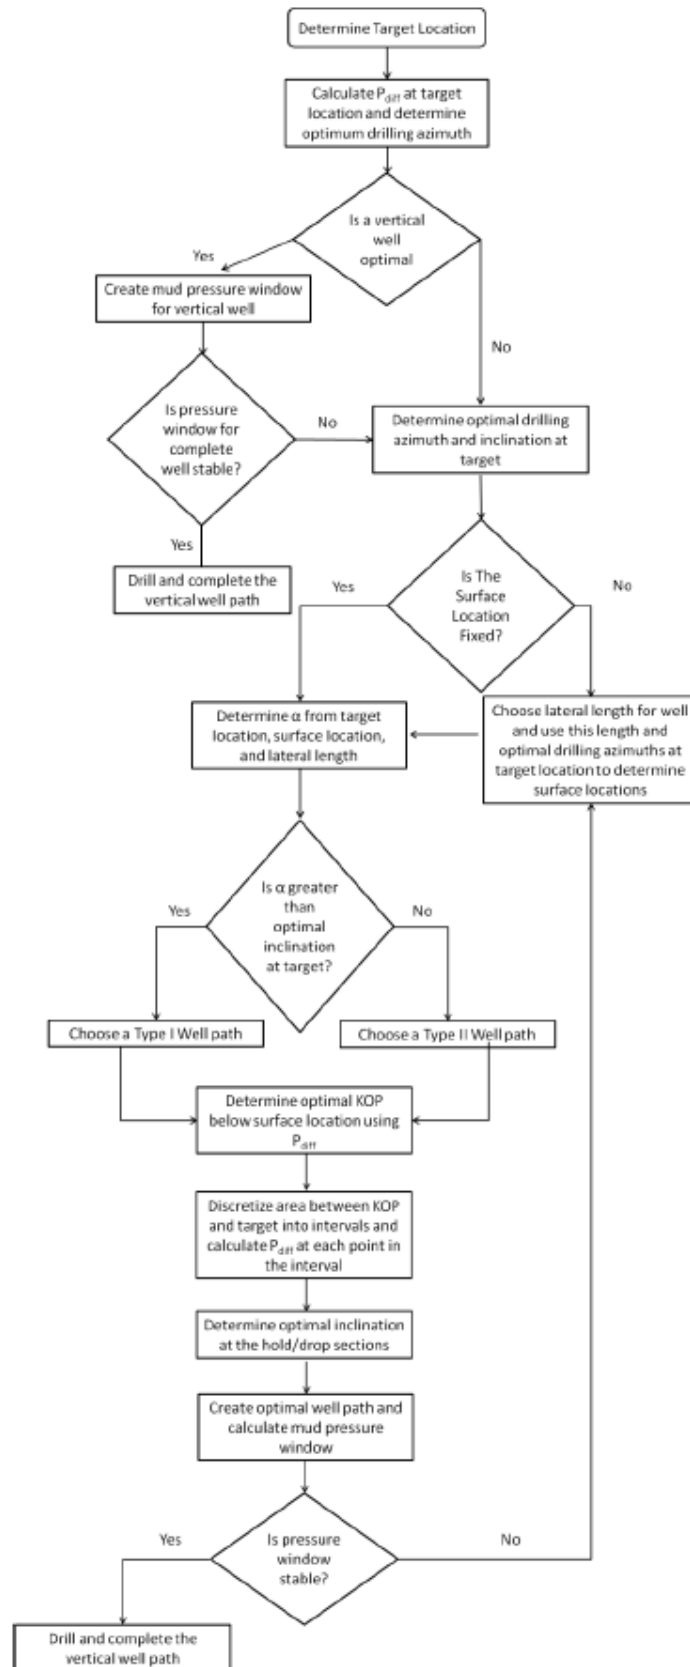 Determine Target Location
Calculate Pdiff at target
location and determine
optimum drilling azimuth
Is a vertical
well
optimal
Yes
No
Create mud pressure window
for vertical well
Is pressure
window for
complete
well stable?
No
Yes
Determine optimal drilling
azimuth and inclination at
target
Drill and complete the
vertical well path
Is The
Surface
Location
Fixed?
Yes
No
Determine α from target
location, surface location,
and lateral length
Choose lateral length for well
and use this length and
optimal drilling azimuths at
target location to determine
surface locations
Is α greater
than
optimal
inclination
at target?
Yes
No
Choose a Type I Well path
Choose a Type II Well path
Determine optimal KOP
below surface location using
Pdiff
Discretize area between KOP
and target into intervals and
calculate Pdiff at each point in
the interval
Determine optimal inclination
at the hold/drop sections
Create optimal well path and
calculate mud pressure
window
Is pressure
window
stable?
Yes
No
Drill and complete the
vertical well path